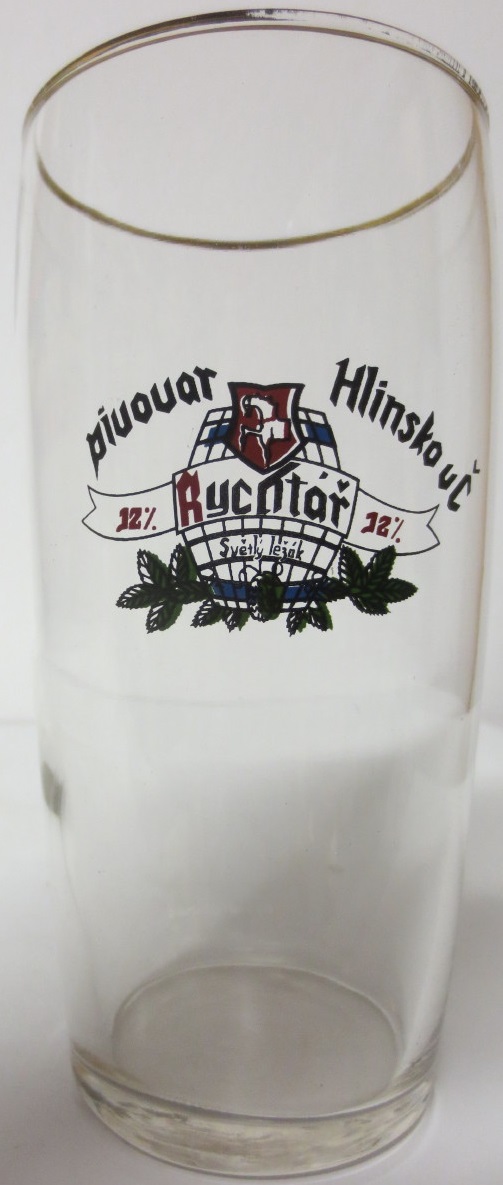 pivovar Hlinsko v Č
Rychtář
12% 12%
Světlý ležák